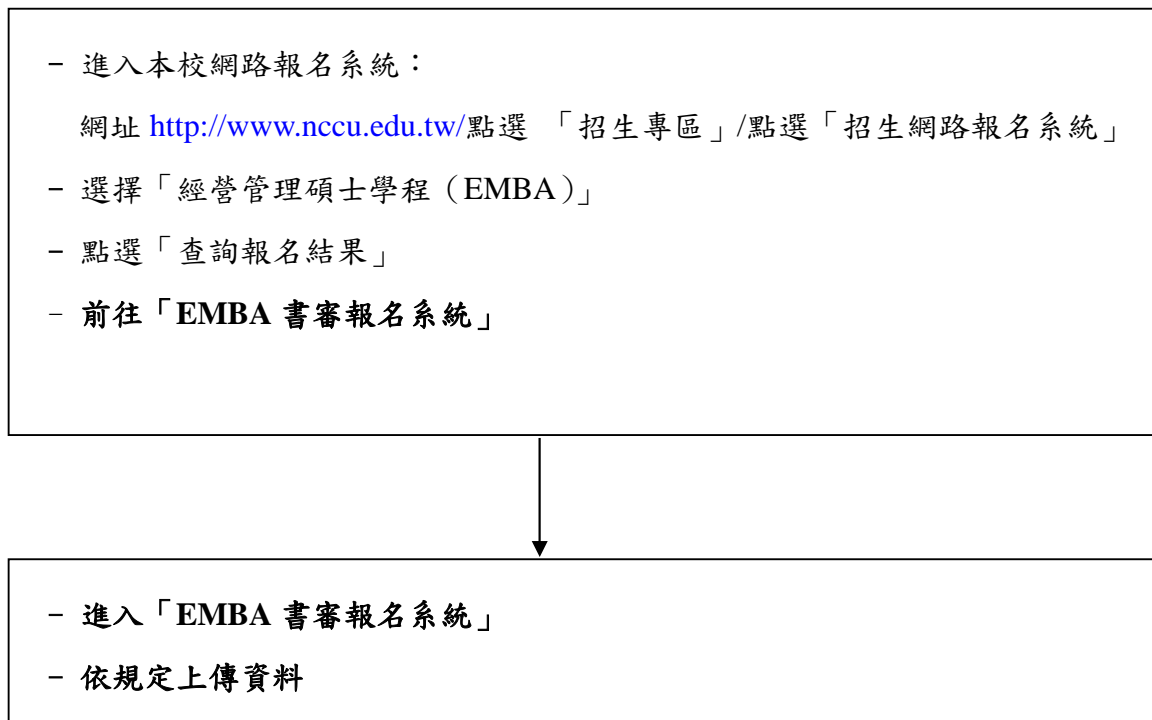 - 進入本校網路報名系統：
網址 http://www.nccu.edu.tw/點選 「招生專區」/點選「招生網路報名系統」
- 選擇「經營管理碩士學程（EMBA）」
- 點選「查詢報名結果」
- 前往「EMBA 書審報名系統」
- 進入「EMBA 書審報名系統」
- 依規定上傳資料